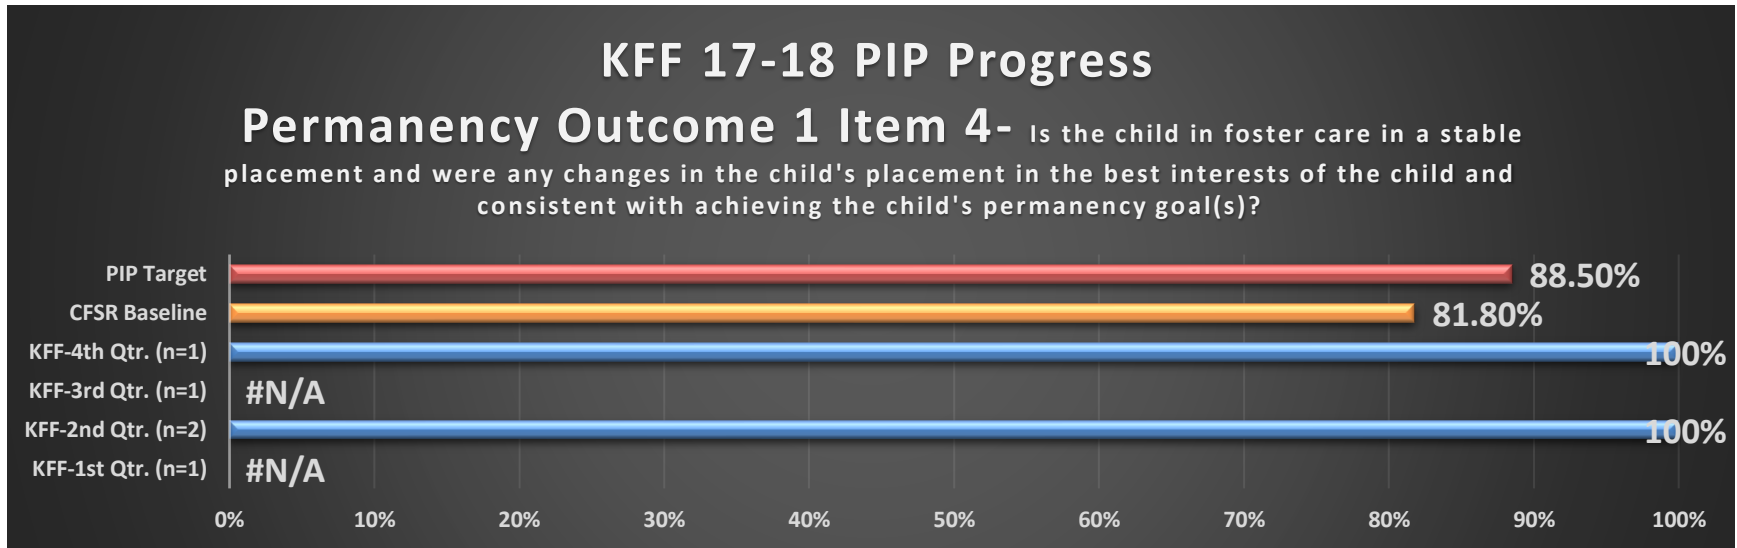 KFF 17-18 PIP Progress
Permanency Outcome 1 Item 4- Is the child in foster care in a stable
placement and were any changes in the child's placement in the best interests of the child and
consistent with achieving the child's permanency goal(s)?
PIP Target 88.50%
CFSR Baseline 81.80%
KFF-4th Qtr. (n=1) 100%
KFF-3rd Qtr. (n=1) #N/A
KFF-2nd Qtr. (n=2) 100%
KFF-1st Qtr. (n=1) #N/A
0% 10% 20% 30% 40% 50% 60% 70% 80% 90% 100%